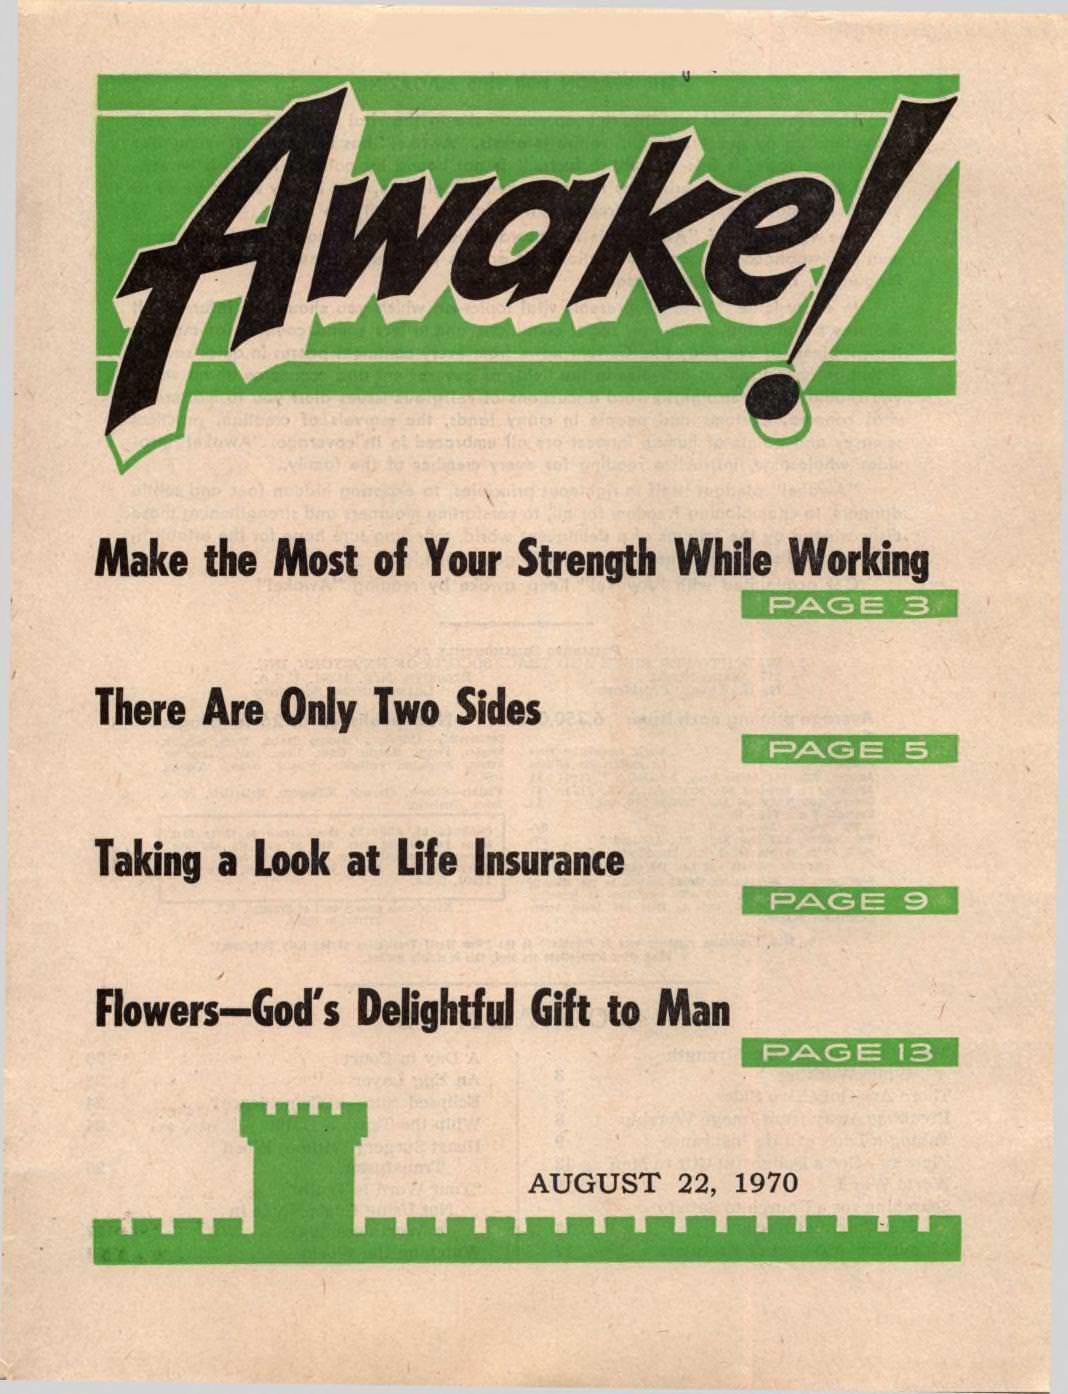 Awake!
Make the Most of Your Strength While Working
PAGE 3
There Are Only Two Sides
PAGE 5
Taking a Look at Life Insurance
PAGE 9
Flowers—God's Delightful Gift to Man
PAGE 13
AUGUST 22, 1970